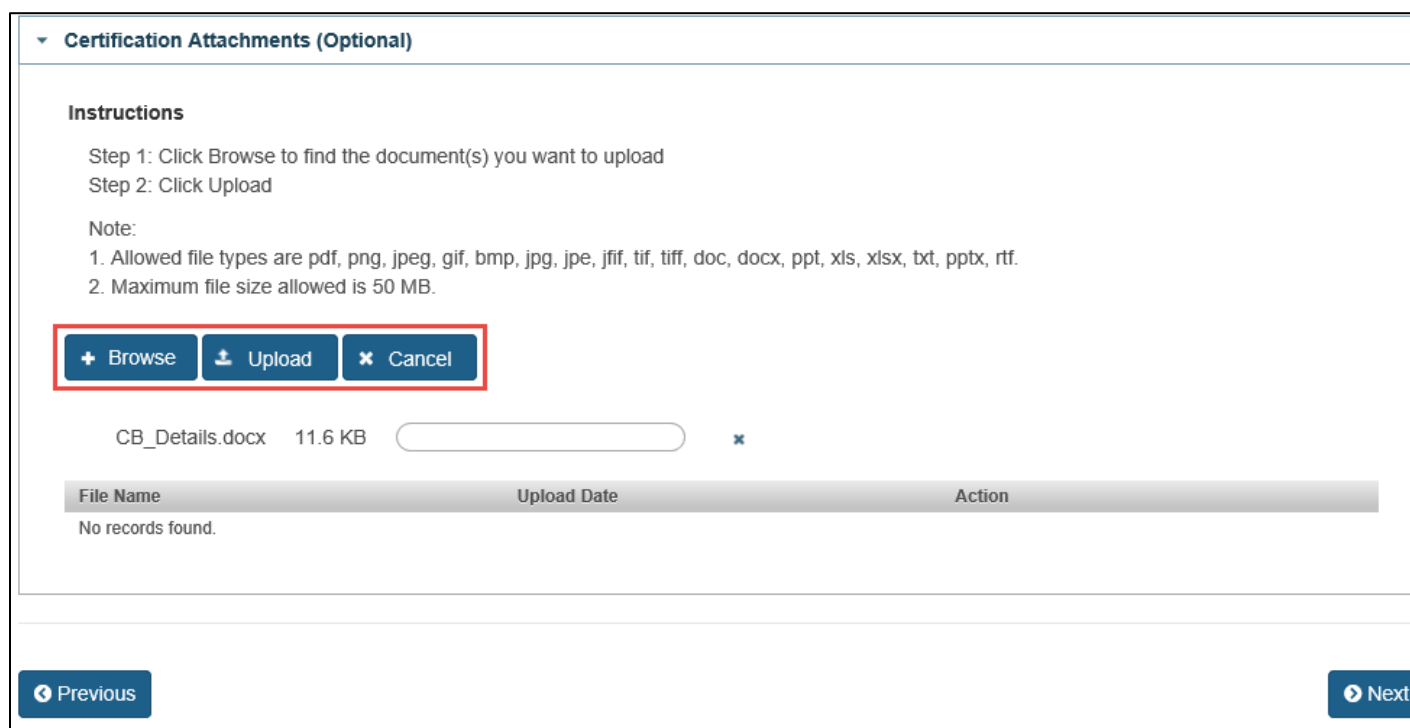 Certification Attachments (Optional)
Instructions
Step 1: Click Browse to find the document(s) you want to upload
Step 2: Click Upload
Note:
1. Allowed file types are pdf, png, jpeg, gif, bmp, jpg, jpe, jfif, tif, tiff, doc, docx, ppt, xls, xlsx, txt, pptx, rtf.
2. Maximum file size allowed is 50 MB.
Browse Upload Cancel
CB_Details.docx 11.6 KB
File Name Upload Date Action
No records found.
Previous Next